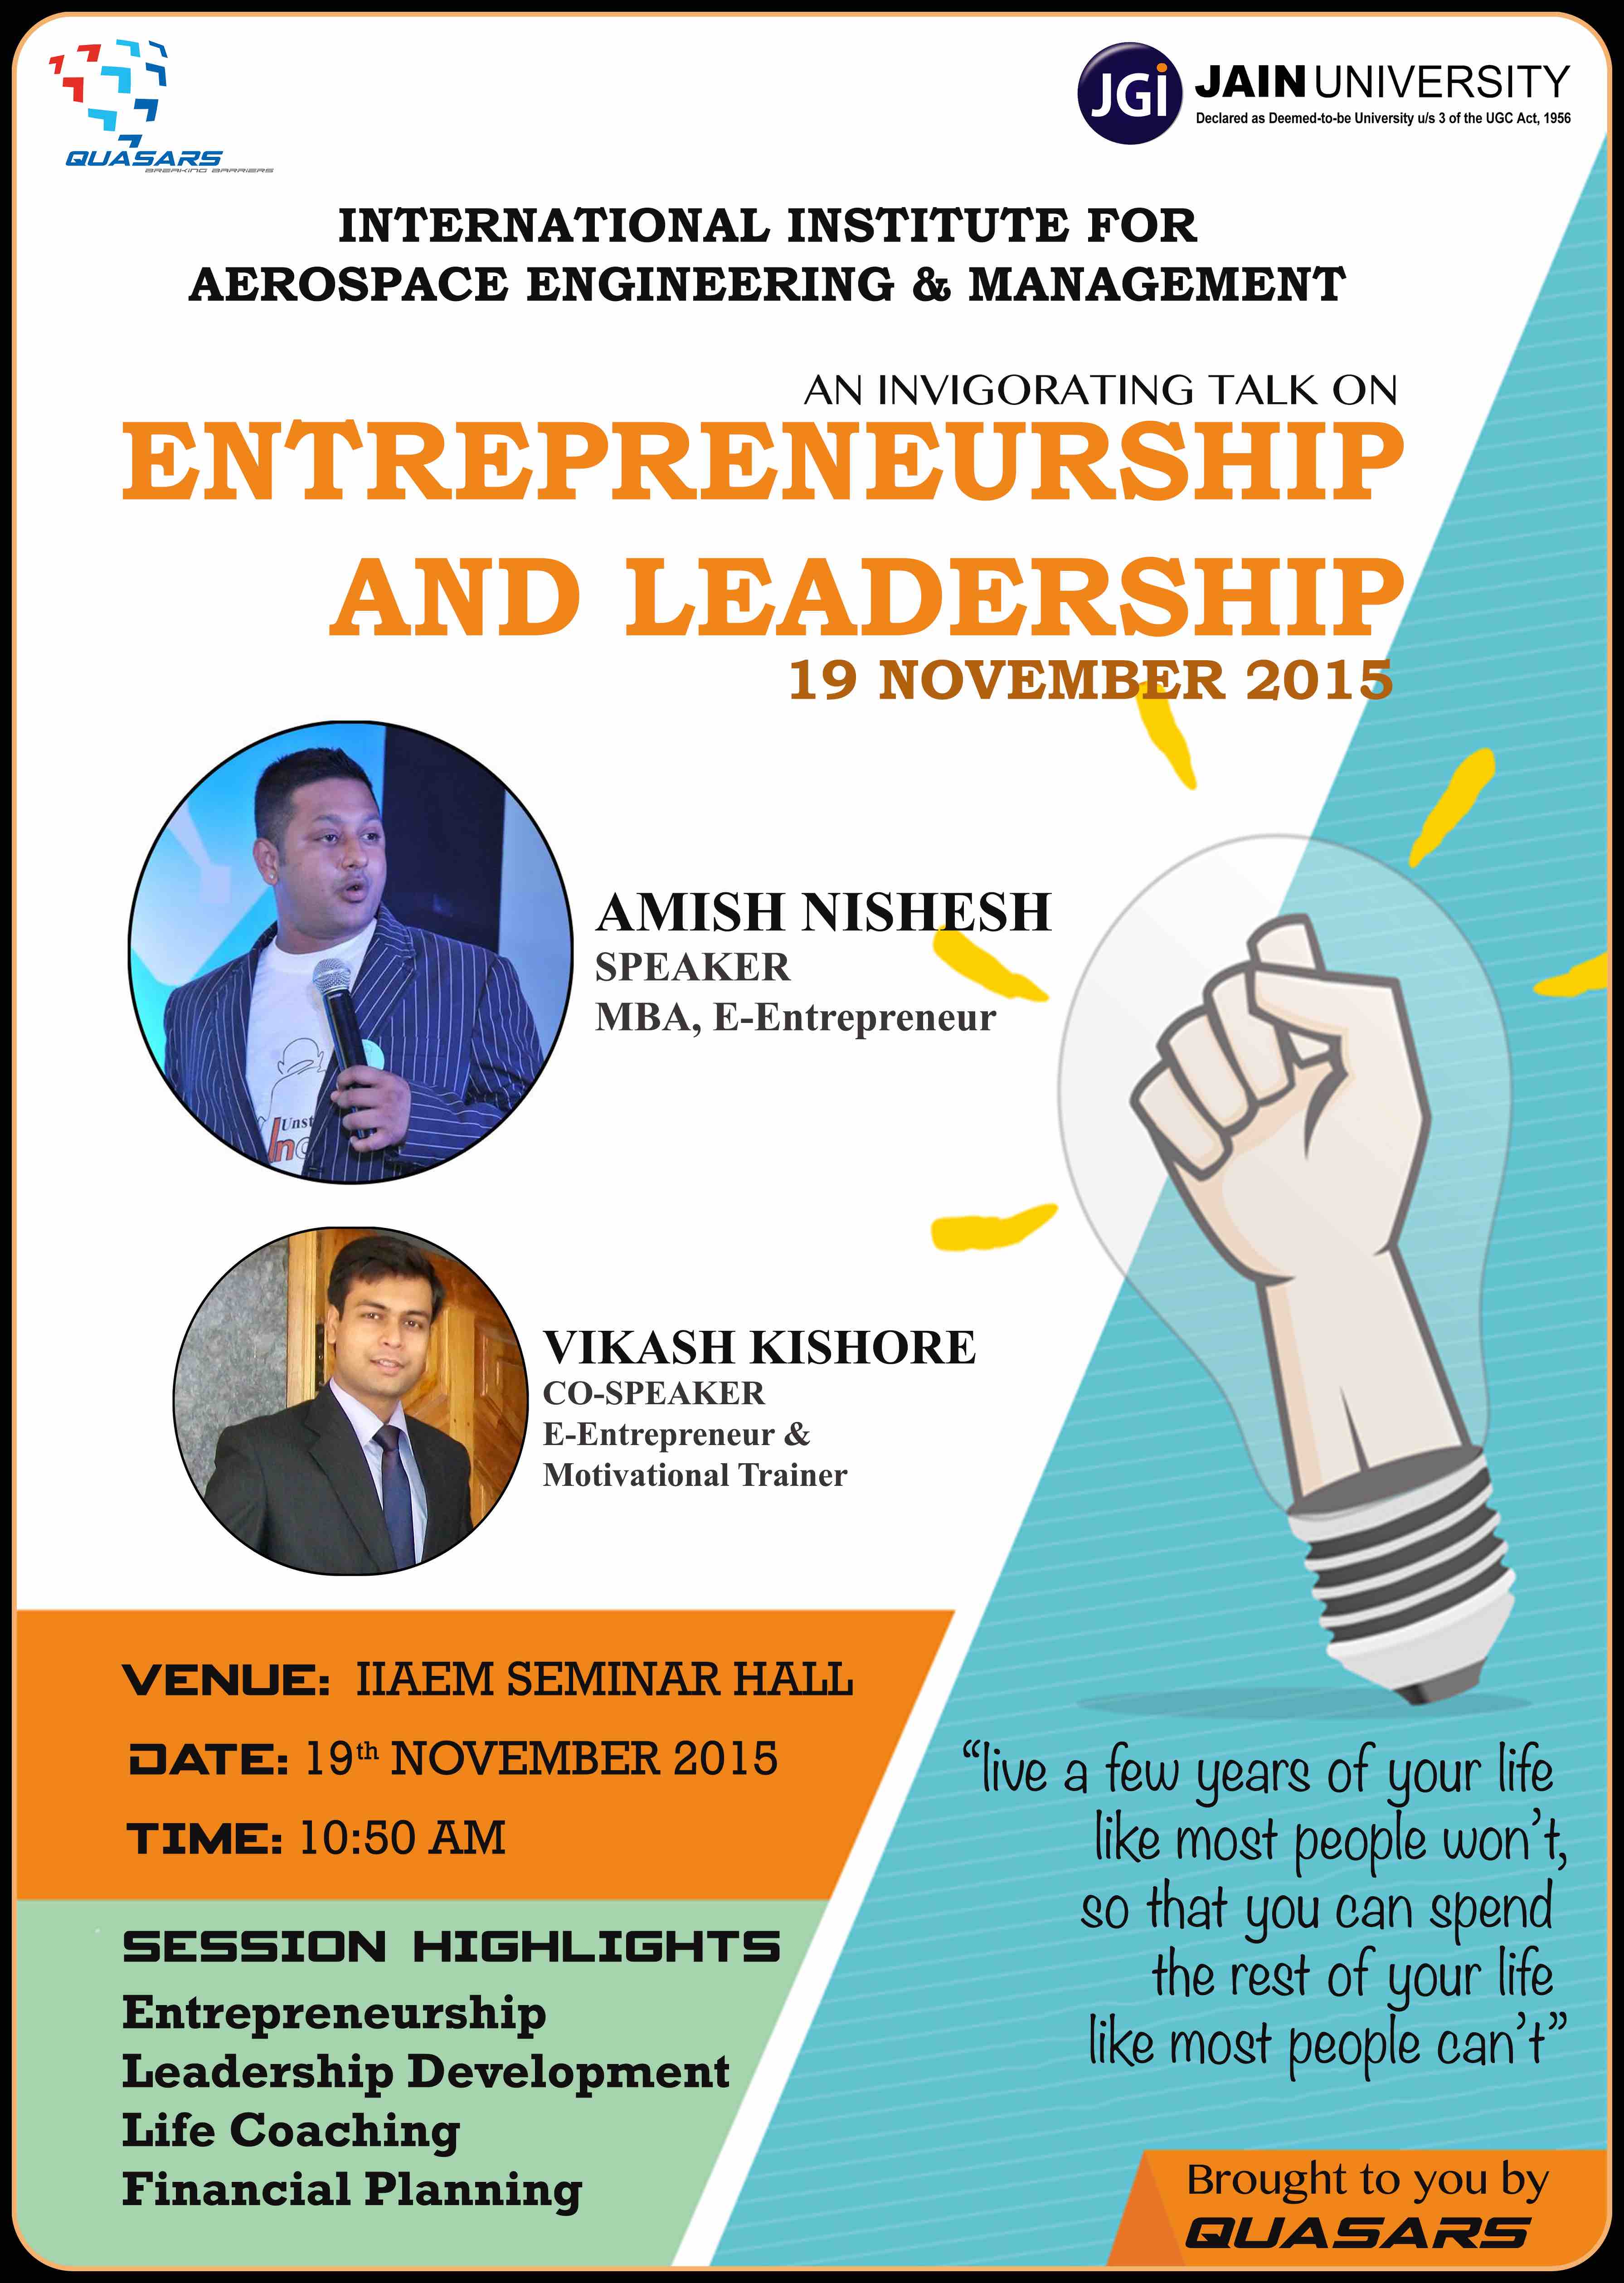 QUASARS
BREAKING BARRIERS
JGi
JAIN UNIVERSITY
Declared as Deemed-to-be University u/s 3 of the UGC Act, 1956
INTERNATIONAL INSTITUTE FOR
AEROSPACE ENGINEERING & MANAGEMENT
AN INVIGORATING TALK ON
ENTREPRENEURSHIP
AND LEADERSHIP
19 NOVEMBER 2015
AMISH NISHESH
SPEAKER
MBA, E-Entrepreneur
VIKASH KISHORE
CO-SPEAKER
E-Entrepreneur &
Motivational Trainer
VENUE: IIAEM SEMINAR HALL
DATE: 19th NOVEMBER 2015
TIME: 10:50 AM
SESSION HIGHLIGHTS
Entrepreneurship
Leadership Development
Life Coaching
Financial Planning
“live a few years of your life
like most people won’t,
so that you can spend
the rest of your life
like most people can’t”
Brought to you by
QUASARS